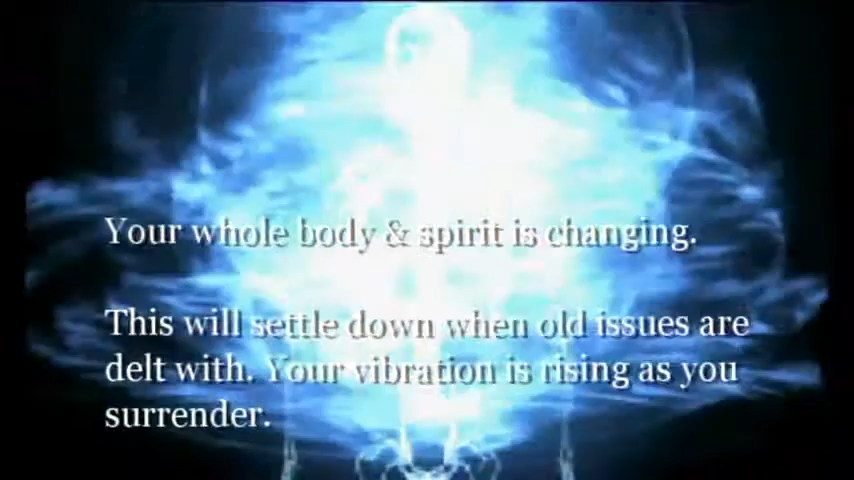 Your whole body & spirit is changing.
This will settle down when old issues are
delt with. Your vibration is rising as you
surrender.